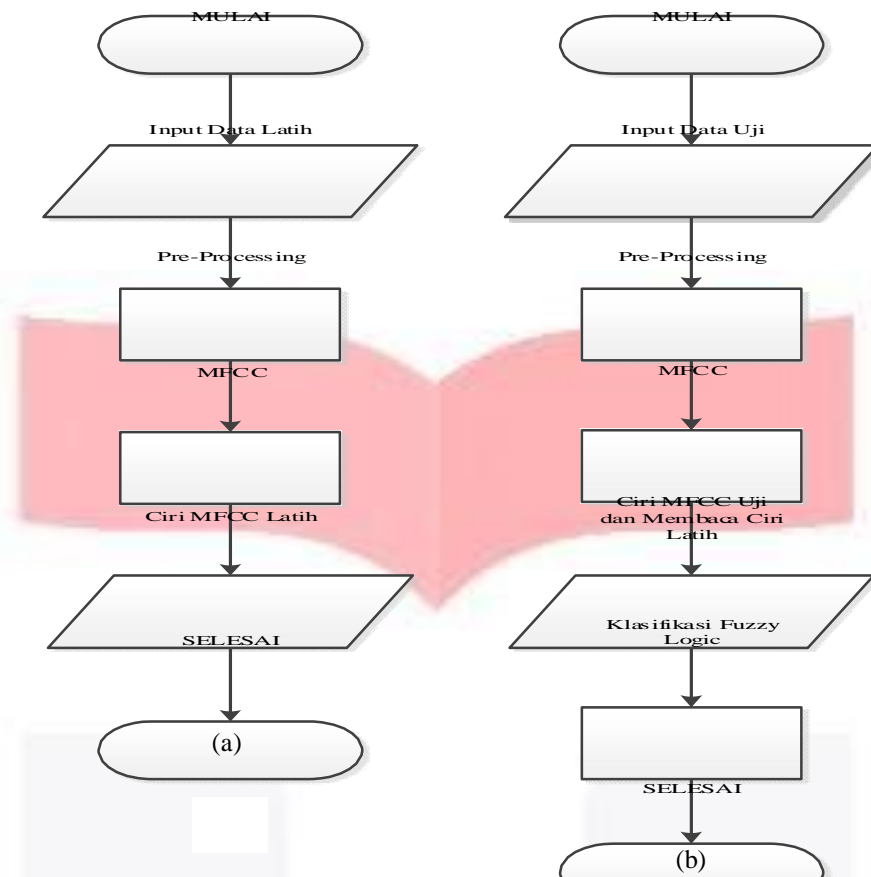 MULAI
Input Data Latih
Pre-Processing
MFCC
Ciri MFCC Latih
SELESAI
(a)
MULAI
Input Data Uji
Pre-Processing
MFCC
Ciri MFCC Uji
dan Membaca Ciri
Latih
Klasifikasi Fuzzy
Logic
SELESAI
(b)